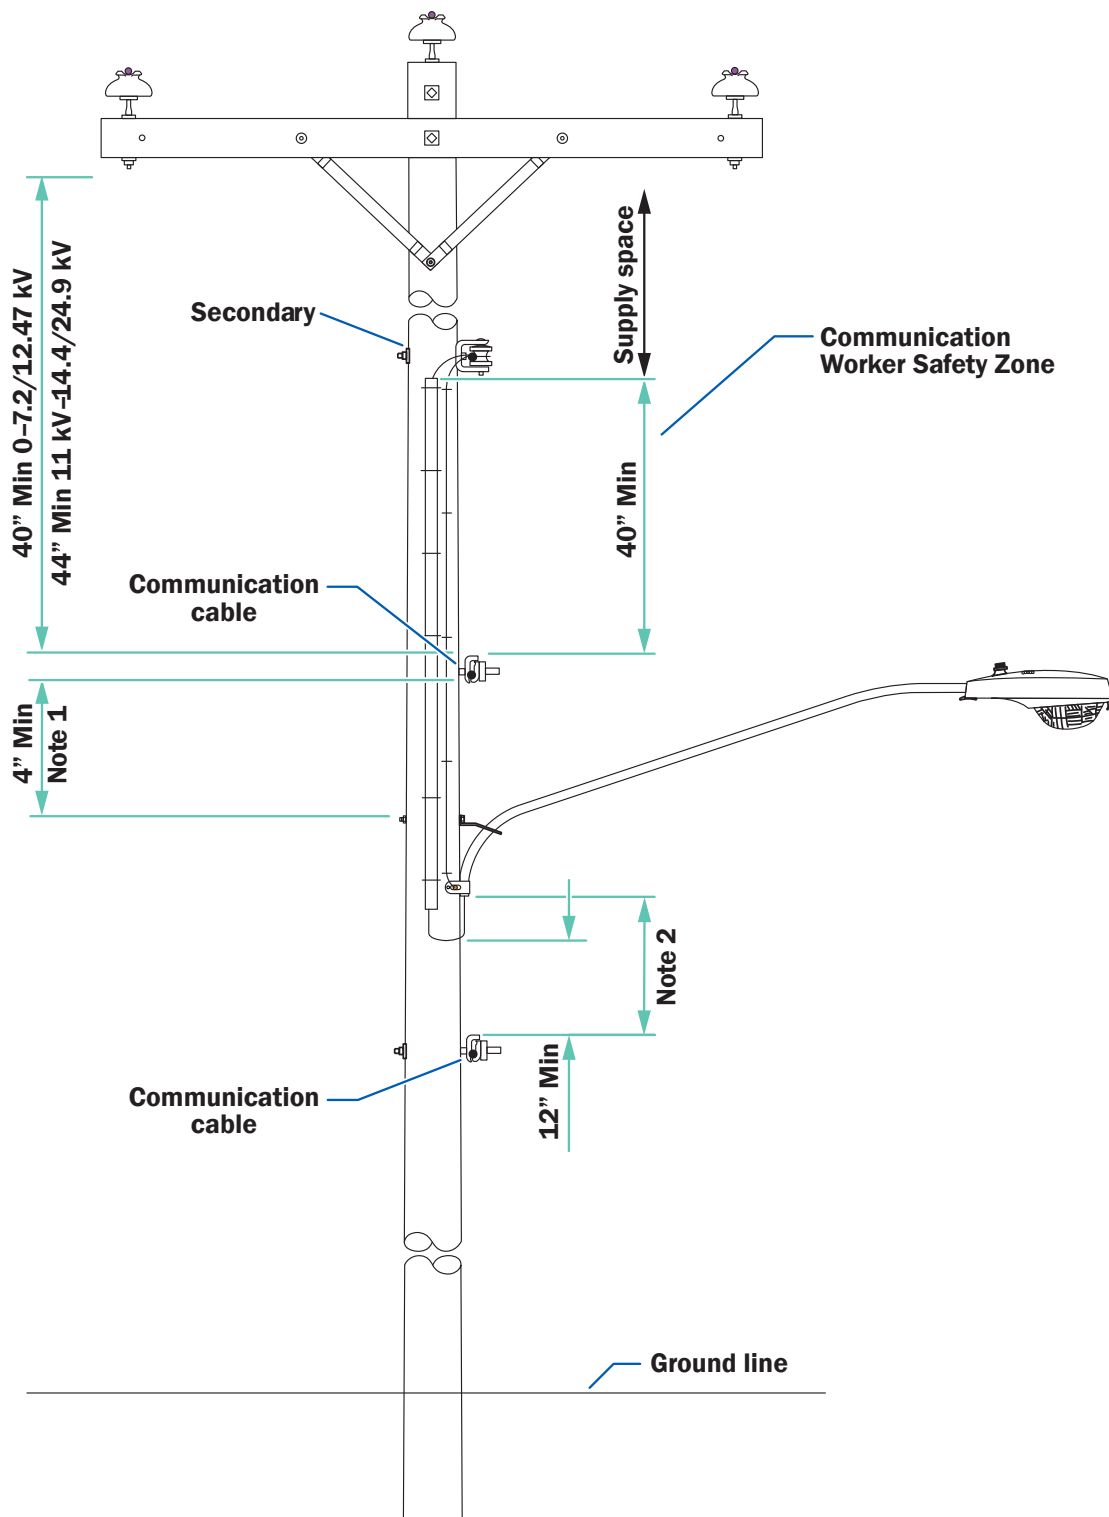 40” Min 0–7.2/12.47 kV
44” Min 11 kV–14.4/24.9 kV
Supply space
Secondary
Communication
Worker Safety Zone
40” Min
Communication
cable
4” Min
Note 1
Note 2
12” Min
Communication
cable
Ground line